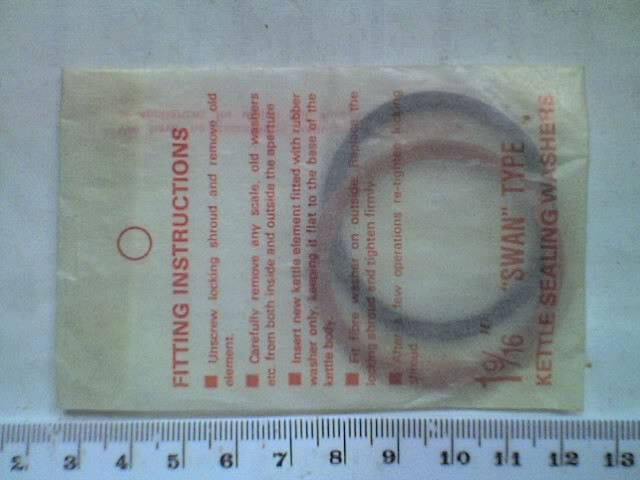 FITTING INSTRUCTIONS
■ Unscrew locking shroud and remove old
element.
■ Carefully remove any scale, old washers
etc. from both inside and outside the aperture
■ Insert new kettle element fitted with rubber
washer only, keeping it flat to the base of the
kettle body.
■ Fit fibre washer on outside. Replace the
locking shroud and tighten firmly.
■ After a few operations re-tighten locking
shroud.
1 9/16" "SWAN" TYPE
KETTLE SEALING WASHERS
2 3 4 5 6 7 8 9 10 11 12 13